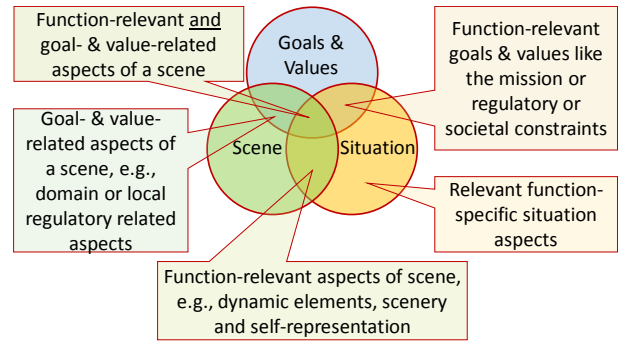 Function-relevant and
goal- & value-related
aspects of a scene
Goals &
Values
Function-relevant
goals & values like
the mission or
regulatory or
societal constraints
Goal- & value-
related aspects of
a scene, e.g.,
domain or local
regulatory related
aspects
Scene
Situation
Relevant function-
specific situation
aspects
Function-relevant aspects of scene,
e.g., dynamic elements, scenery
and self-representation